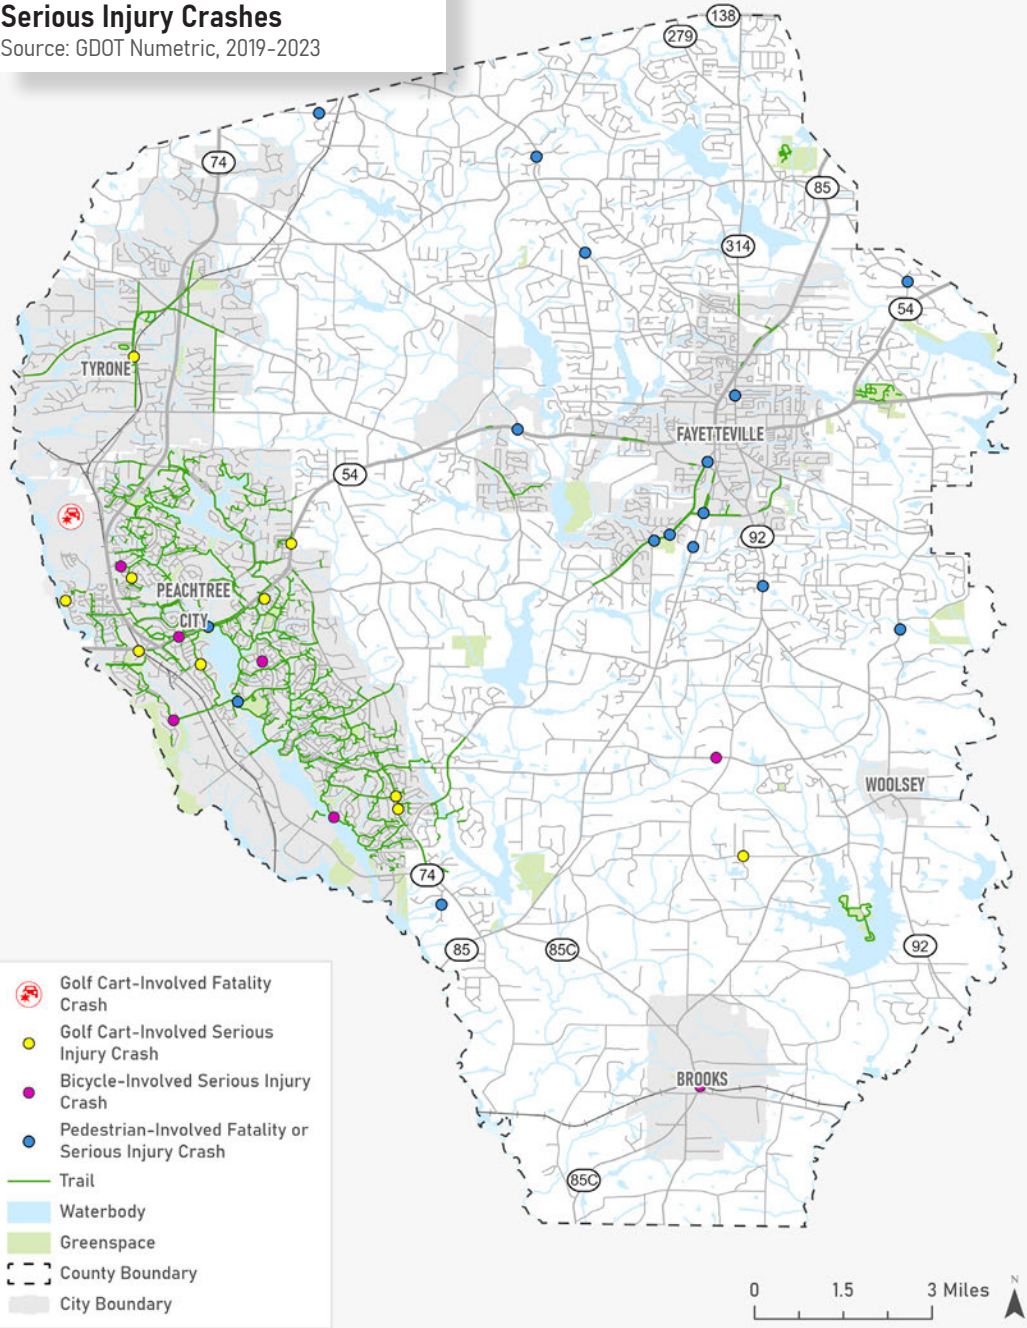 Serious Injury Crashes
Source: GDOT Numetric, 2019-2023
138
279
74
85
314
54
TYRONE
FAYETTEVILLE
54
92
PEACHTREE
CITY
WOOLSEY
74
85
85C
92
BROOKS
85C
Golf Cart-Involved Fatality
Crash
Golf Cart-Involved Serious
Injury Crash
Bicycle-Involved Serious Injury
Crash
Pedestrian-Involved Fatality or
Serious Injury Crash
Trail
Waterbody
Greenspace
County Boundary
City Boundary
0 1.5 3 Miles
N